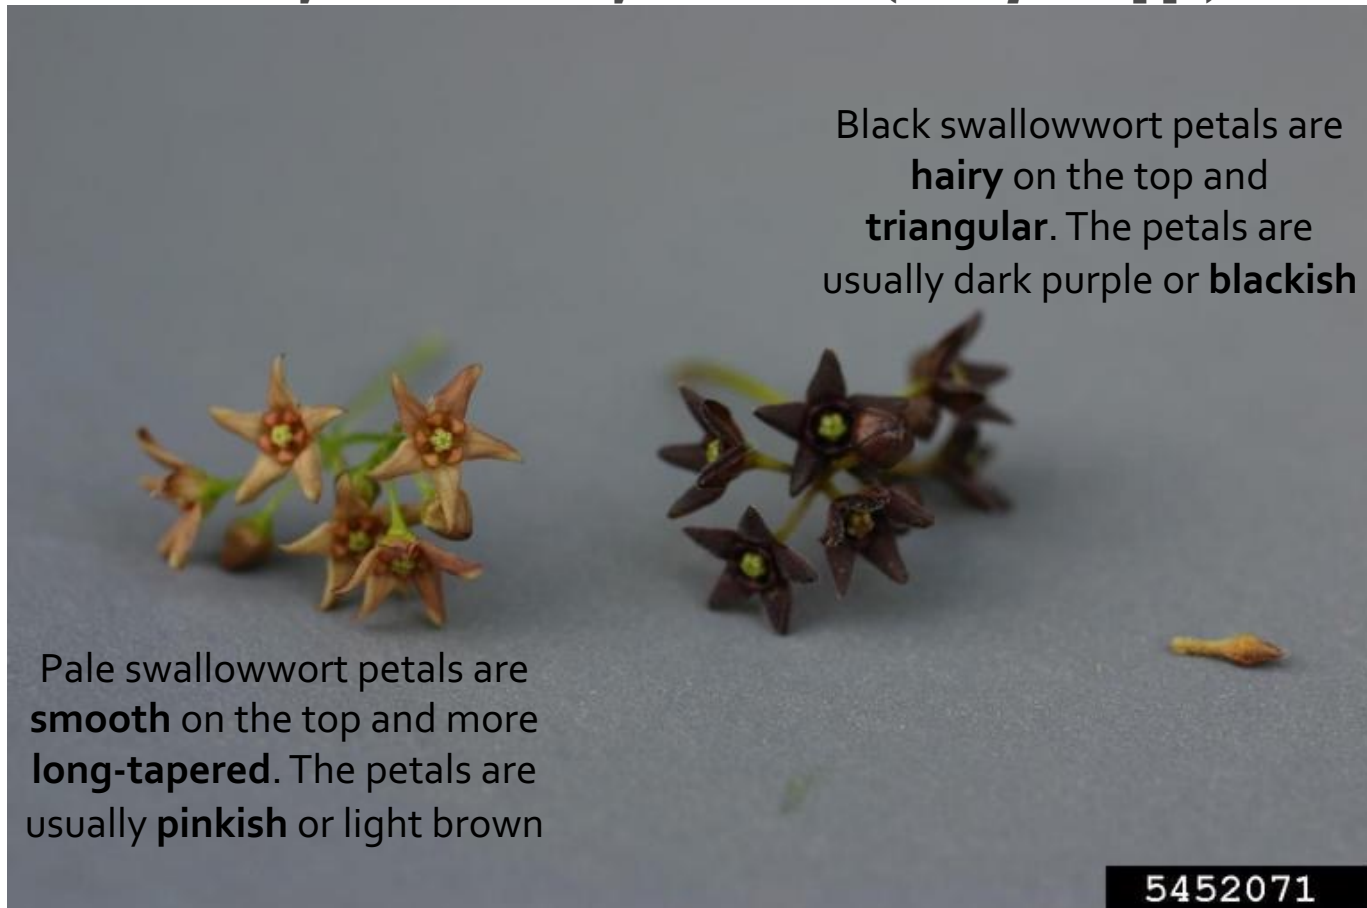 Black swallowwort petals are
hairy on the top and
triangular. The petals are
usually dark purple or blackish
Pale swallowwort petals are
smooth on the top and more
long-tapered. The petals are
usually pinkish or light brown
5452071